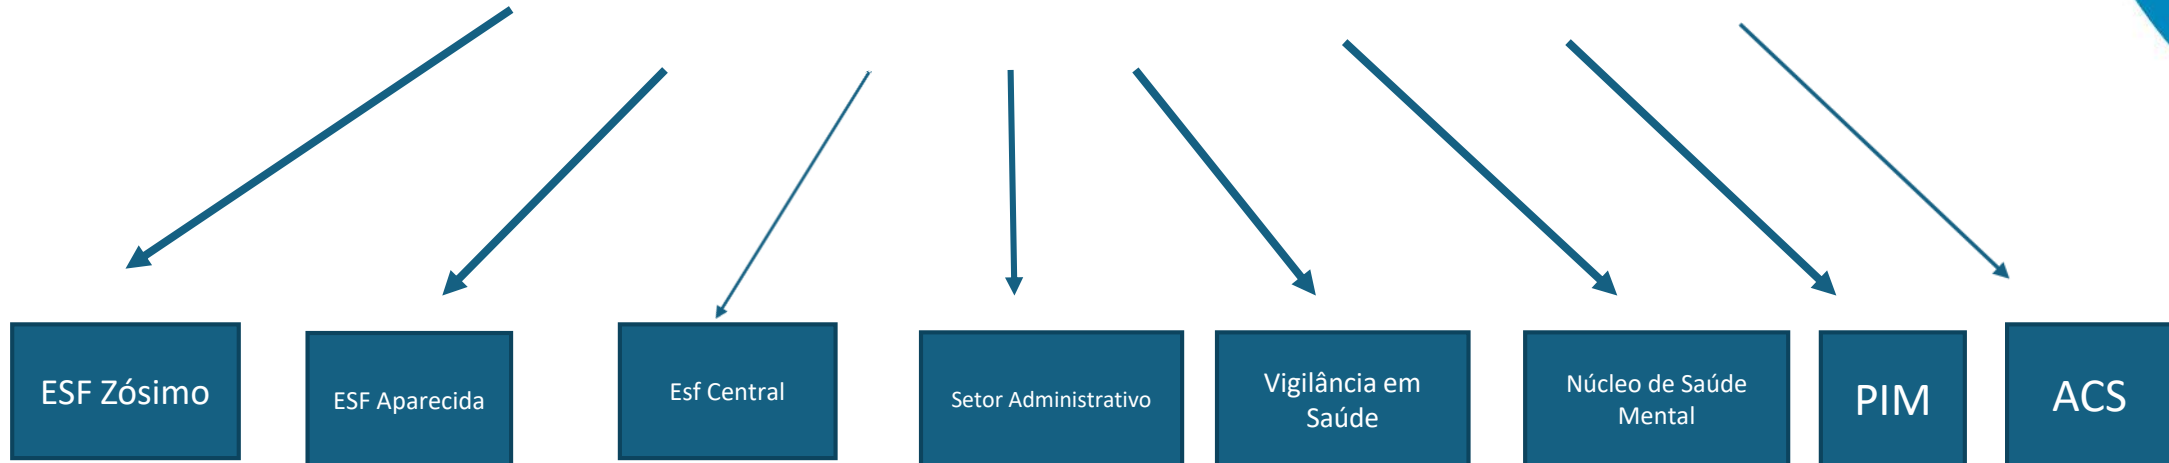 ESF Zósimo
ESF Aparecida
Esf Central
Setor Administrativo
Vigilância em
Saúde
Núcleo de Saúde
Mental
PIM
ACS